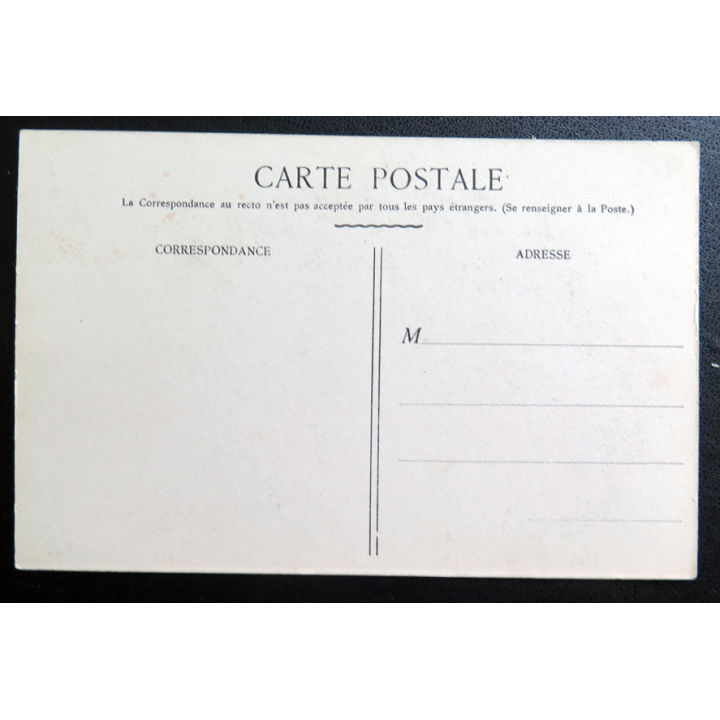 CARTE POSTALE
La Correspondance au recto n'est pas acceptée par tous les pays étrangers. (Se renseigner à la Poste.)
CORRESPONDANCE
ADRESSE
M